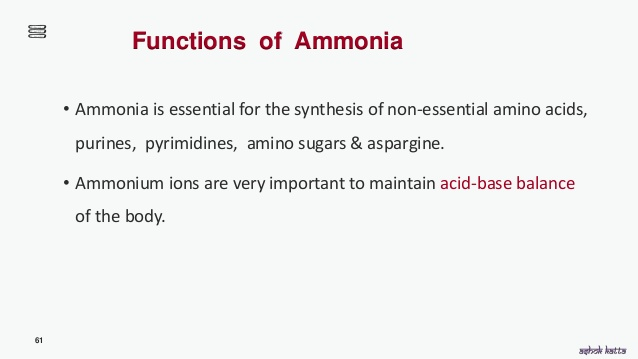 Functions of Ammonia
• Ammonia is essential for the synthesis of non-essential amino acids,
purines, pyrimidines, amino sugars & aspargine.
• Ammonium ions are very important to maintain acid-base balance
of the body.
61
Ashok Katta